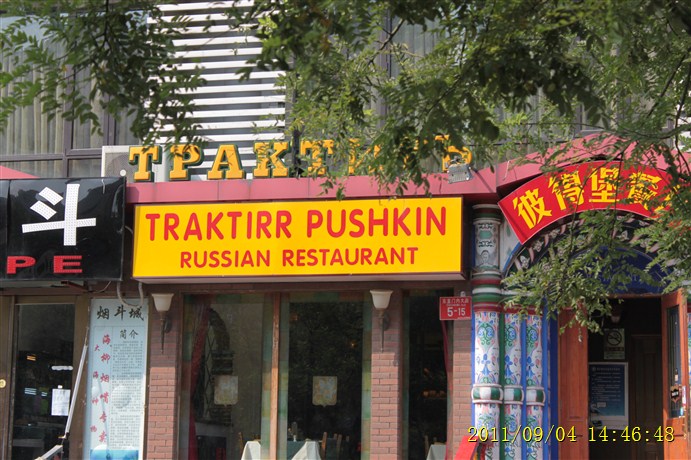 ТРАКТИРЪ
TRAKTIRR PUSHKIN
RUSSIAN RESTAURANT
彼得堡餐
斗
PE
烟斗城
简介
5-15
2011/09/04 14:46:48